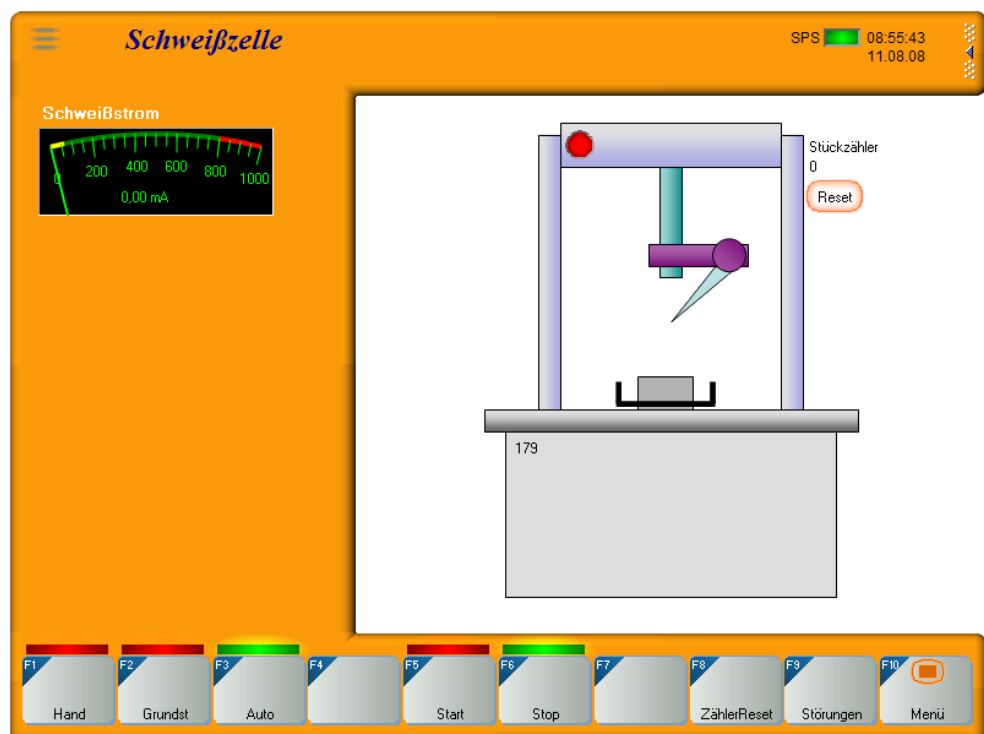 Schweißzelle
SPS 08:55:43
11.08.08
Schweißstrom
0 200 400 600 800 1000
0,00 mA
Stückzähler
0
Reset
179
F1 F2 F3 F4 F5 F6 F7 F8 F9 F10
Hand Grundst Auto Start Stop ZählerReset Störungen Menü